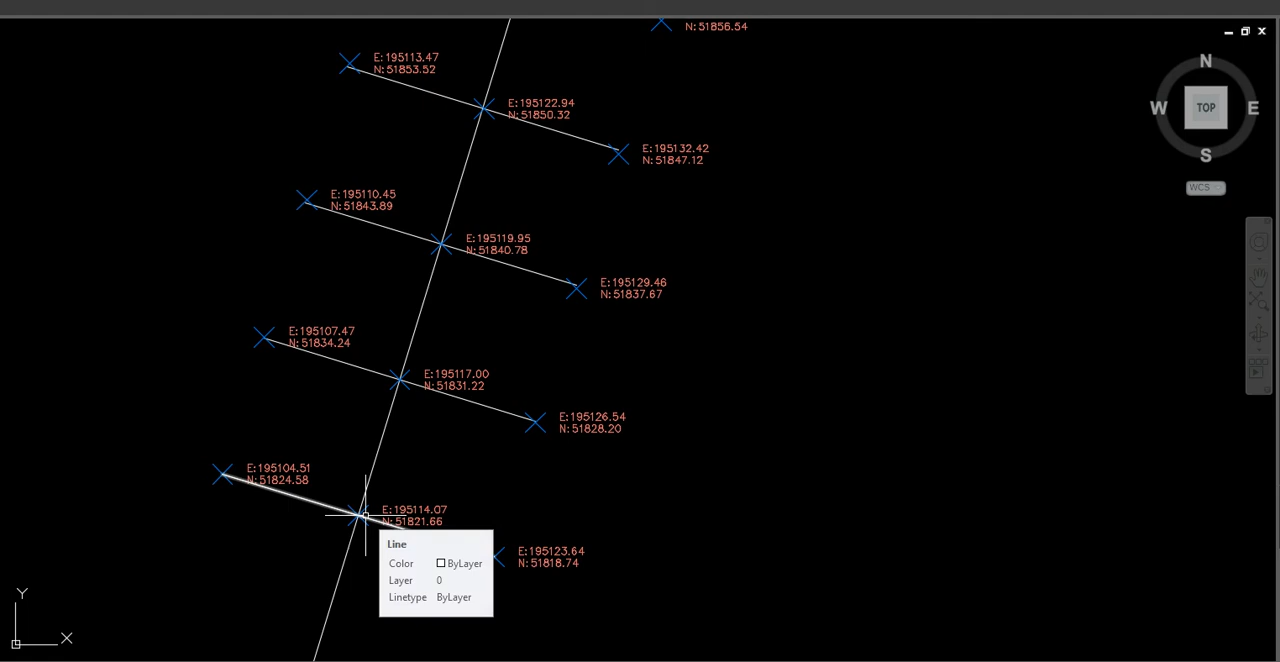 N:51856.54
E:195113.47
N:51853.52
E:195122.94
N:51850.32
E:195132.42
N:51847.12
E:195110.45
N:51843.89
E:195119.95
N:51840.78
E:195129.46
N:51837.67
E:195107.47
N:51834.24
E:195117.00
N:51831.22
E:195126.54
N:51828.20
E:195104.51
N:51824.58
E:195114.07
N:51821.66
E:195123.64
N:51818.74
Line
Color ByLayer
Layer 0
Linetype ByLayer
N
W TOP E
S
WCS
Y
X